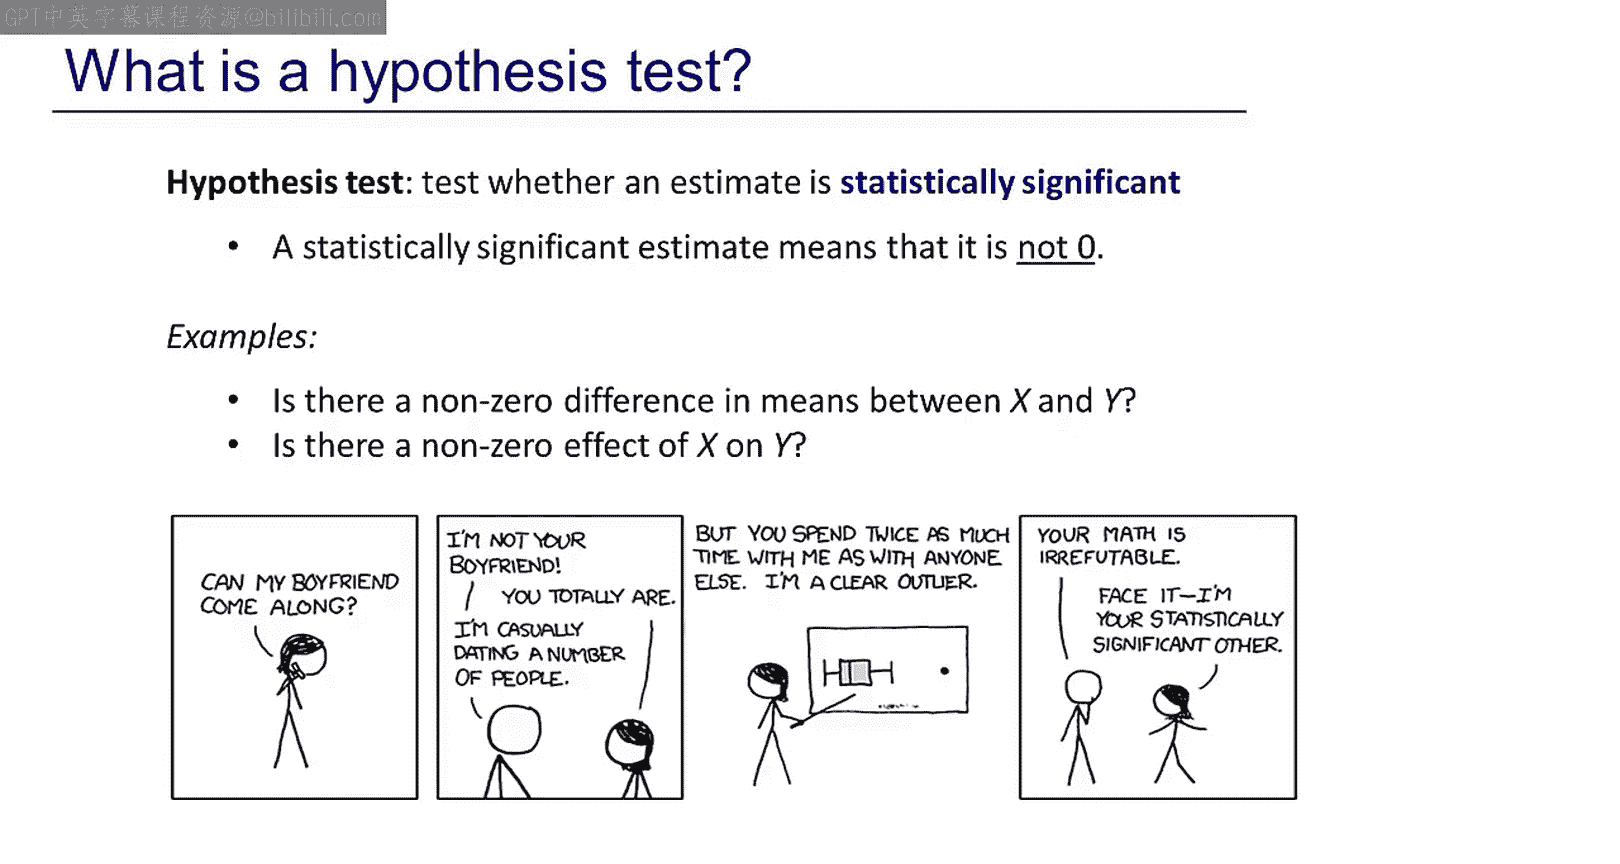 GPT中英字幕课程资源@bilibili.com
What is a hypothesis test?
Hypothesis test: test whether an estimate is statistically significant
• A statistically significant estimate means that it is not 0.
Examples:
• Is there a non-zero difference in means between X and Y?
• Is there a non-zero effect of X on Y?
CAN MY BOYFRIEND
COME ALONG?
I'M NOT YOUR
BOYFRIEND!
YOU TOTALLY ARE.
I'M CASUALLY
DATING A NUMBER
OF PEOPLE.
BUT YOU SPEND TWICE AS MUCH
TIME WITH ME AS WITH ANYONE
ELSE. I'M A CLEAR OUTLIER.
YOUR MATH IS
IRREFUTABLE.
FACE IT—I'M
YOUR STATISTICALLY
SIGNIFICANT OTHER.